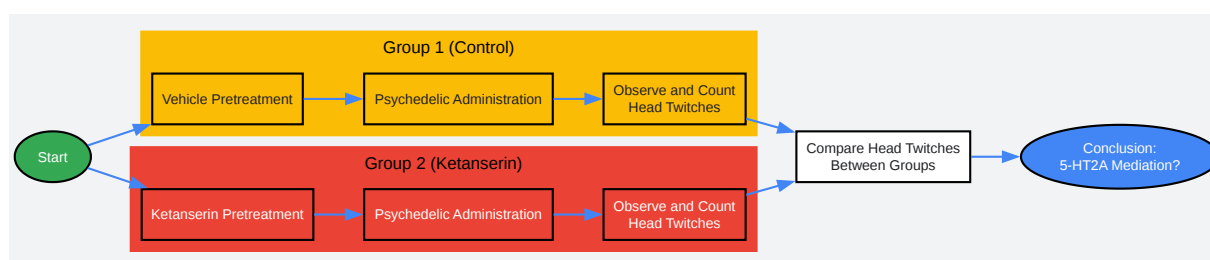 Start
Group 1 (Control)
Vehicle Pretreatment
Psychedelic Administration
Observe and Count
Head Twitches
Group 2 (Ketanserin)
Ketanserin Pretreatment
Psychedelic Administration
Observe and Count
Head Twitches
Compare Head Twitches
Between Groups
Conclusion:
5-HT2A Mediation?